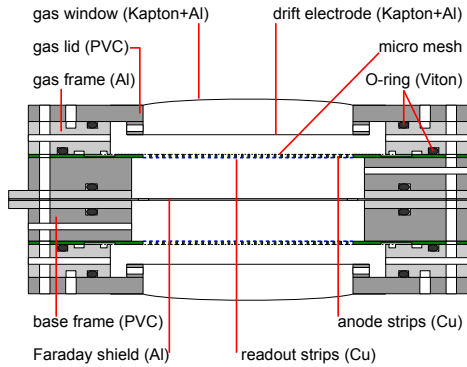 gas window (Kapton+Al)
drift electrode (Kapton+Al)
gas lid (PVC)
micro mesh
gas frame (Al)
O-ring (Viton)
base frame (PVC)
anode strips (Cu)
Faraday shield (Al)
readout strips (Cu)